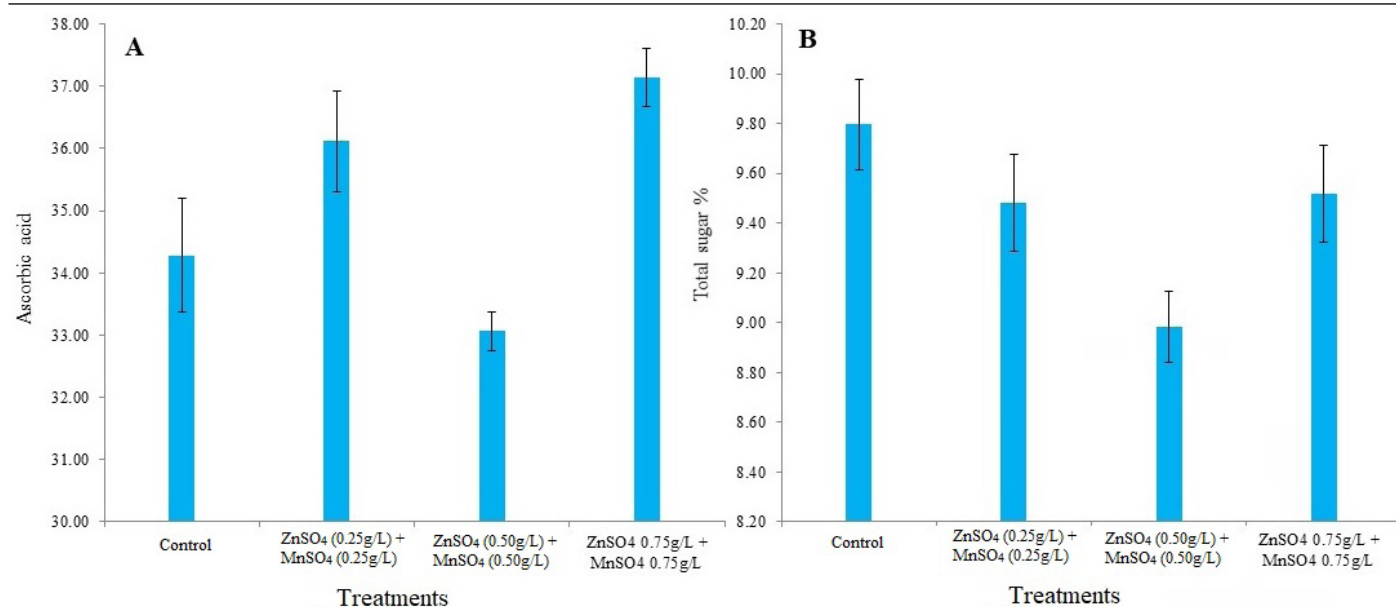 A
38.00
37.00
36.00
35.00
34.00
33.00
32.00
31.00
30.00
Ascorbic acid
Control
ZnSO₄ (0.25g/L) +
MnSO₄ (0.25g/L)
ZnSO₄ (0.50g/L) +
MnSO₄ (0.50g/L)
ZnSO4 0.75g/L +
MnSO4 0.75g/L
Treatments
B
10.20
10.00
9.80
9.60
9.40
9.20
9.00
8.80
8.60
8.40
8.20
Total sugar %
Control
ZnSO₄ (0.25g/L) +
MnSO₄ (0.25g/L)
ZnSO₄ (0.50g/L) +
MnSO₄ (0.50g/L)
ZnSO4 0.75g/L +
MnSO4 0.75g/L
Treatments